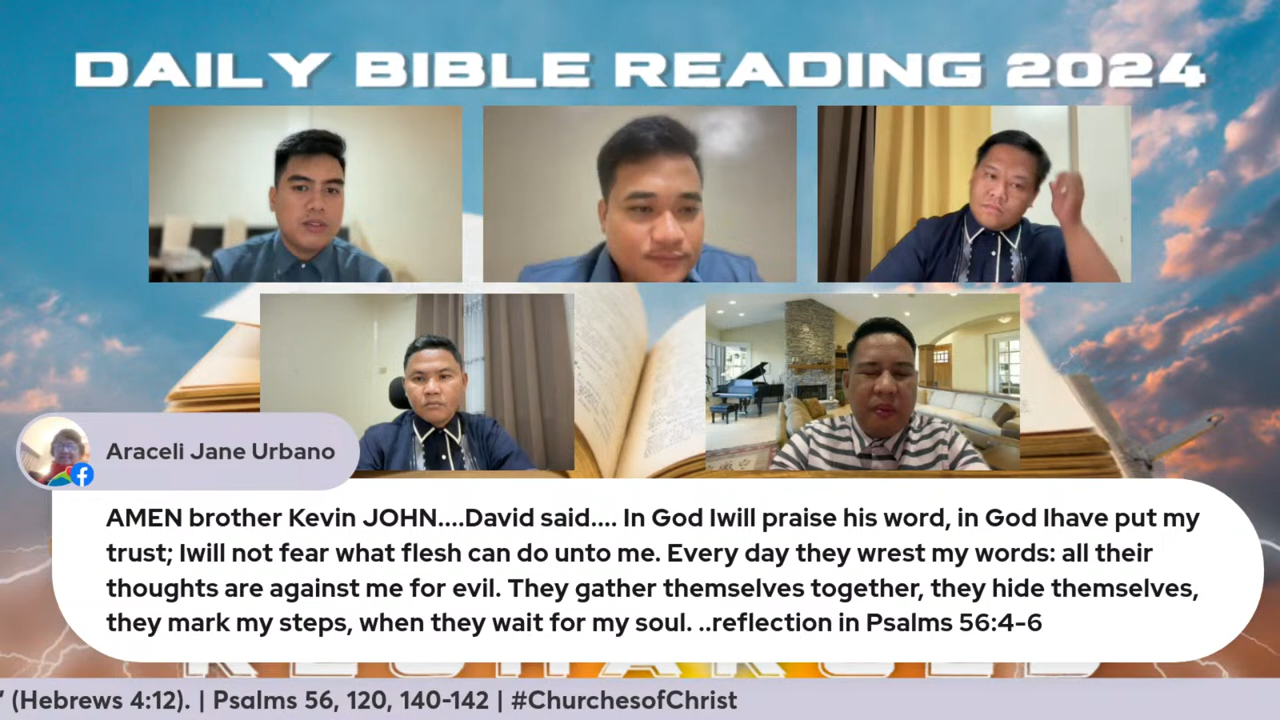 DAILY BIBLE READING 2024
Araceli Jane Urbano
AMEN brother Kevin JOHN....David said.... In God Iwill praise his word, in God Ihave put my
trust; Iwill not fear what flesh can do unto me. Every day they wrest my words: all their
thoughts are against me for evil. They gather themselves together, they hide themselves,
they mark my steps, when they wait for my soul. ..reflection in Psalms 56:4-6
(Hebrews 4:12). | Psalms 56, 120, 140-142 | #ChurchesofChrist